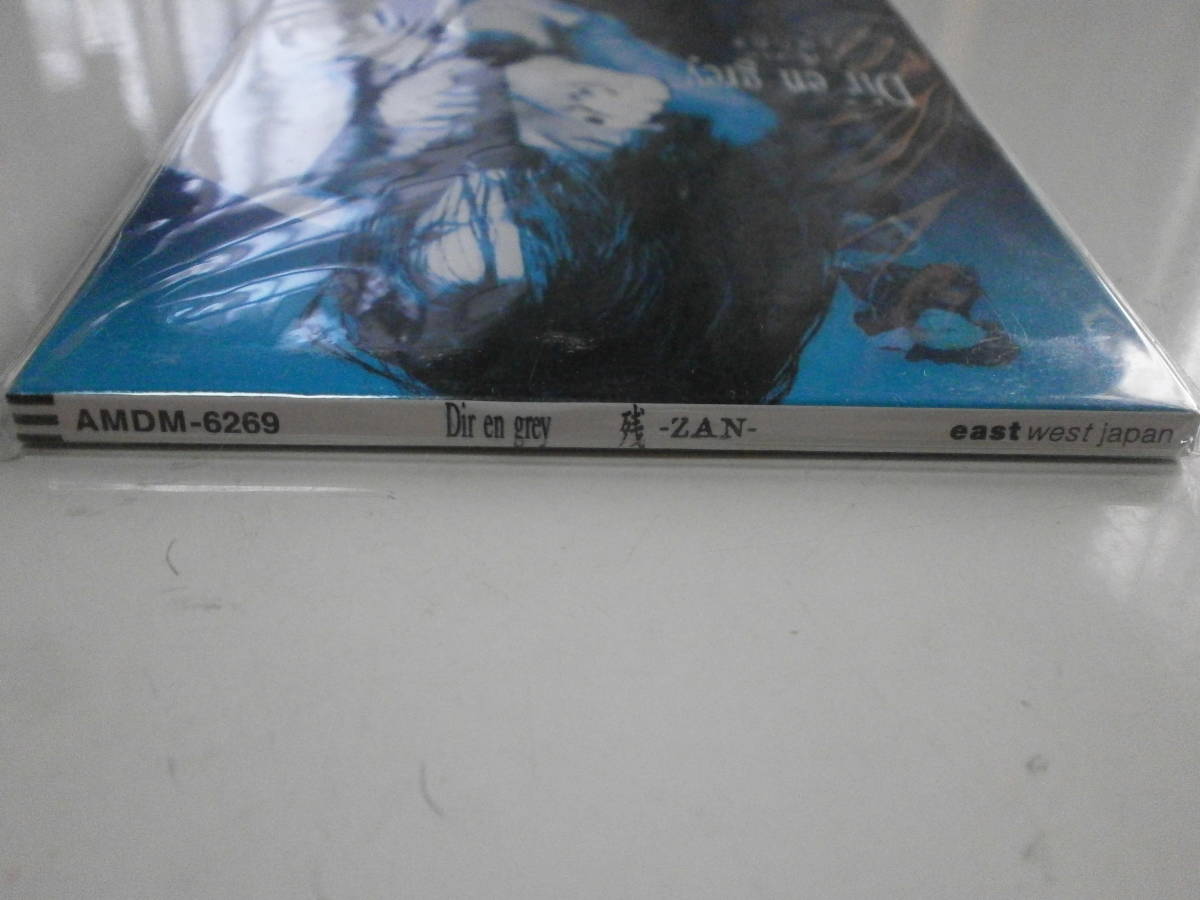 Dir en grey
AMDM-6269 Dir en grey 残 -ZAN- east west japan